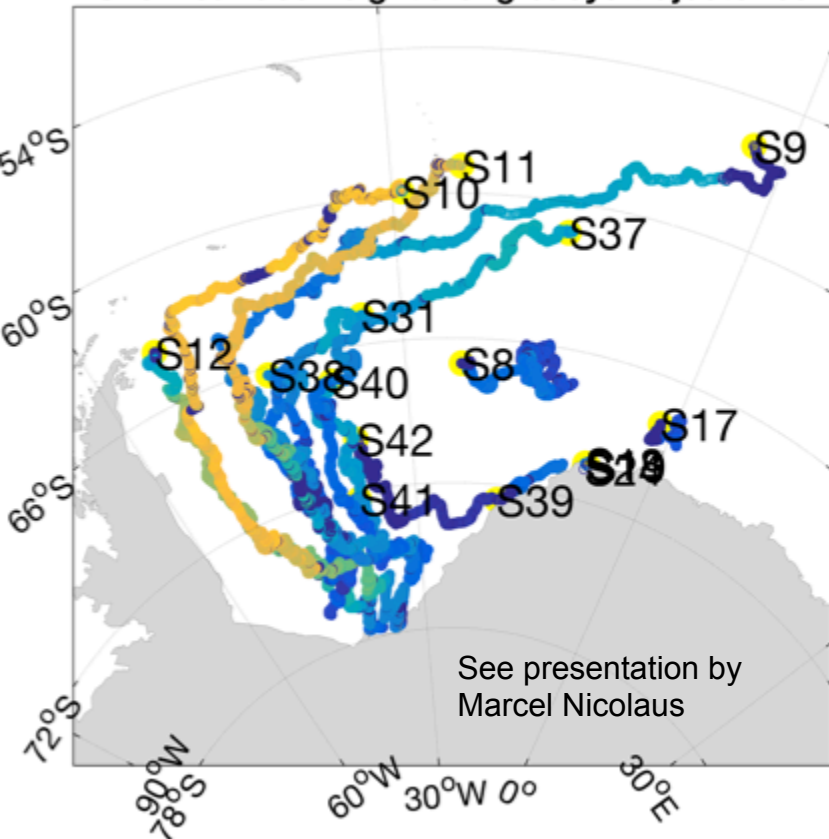 54°S
S11
S9
S10
S37
60°S
S31
S12
S38
S40
S8
S42
S17
66°S
S41
S39
See presentation by
Marcel Nicolaus
72°S
90°W
78°S
60°W
30°W
0°
30°E